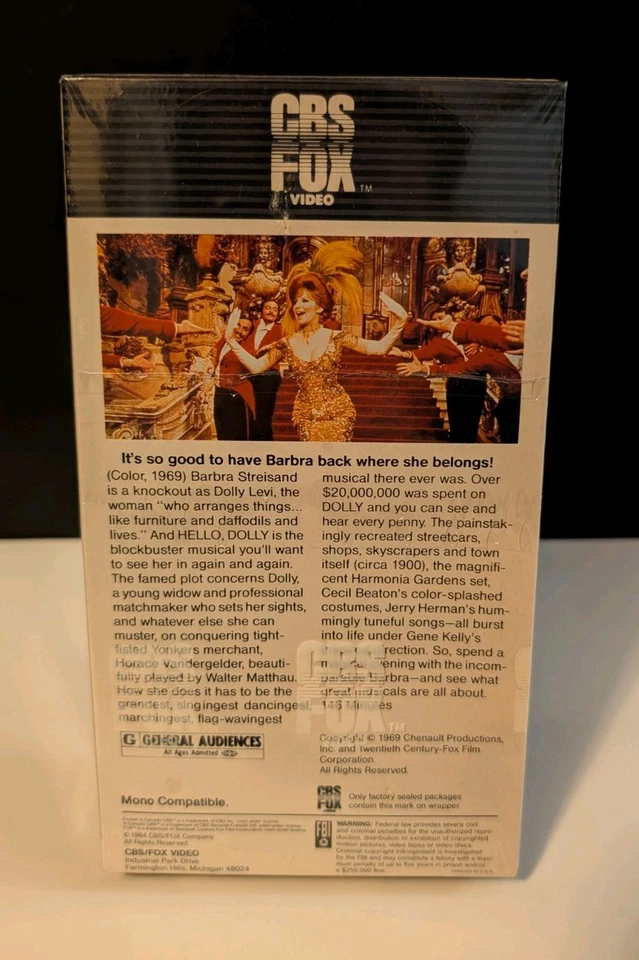 CBS
FOX
TM
VIDEO
It's so good to have Barbra back where she belongs!
(Color, 1969) Barbra Streisand
is a knockout as Dolly Levi, the
woman "who arranges things...
like furniture and daffodils and
lives." And HELLO, DOLLY is the
blockbuster musical you'll want
to see her in again and again.
The famed plot concerns Dolly,
a young widow and professional
matchmaker who sets her sights,
and whatever else she can
muster, on conquering tight-
fisted Yonkers merchant,
Horace Vandergelder, beauti-
fully played by Walter Matthau.
How she does it has to be the
grandest, singingest dancingest,
marchingest, flag-wavingest
musical there ever was. Over
$20,000,000 was spent on
DOLLY and you can see and
hear every penny. The painstak-
ingly recreated streetcars,
shops, skyscrapers and town
itself (circa 1900), the magnifi-
cent Harmonia Gardens set,
Cecil Beaton's color-splashed
costumes, Jerry Herman's hum-
mingly tuneful songs—all burst
into life under Gene Kelly's
So, spend a
evening with the incom-
parable Barbra—and see what
great musicals are all about.
146 Minutes
CBS
FOX
TM
G GENERAL AUDIENCES
All Ages Admitted
Copyright © 1969 Chenault Productions,
Inc. and Twentieth Century-Fox Film
Corporation.
All Rights Reserved.
Mono Compatible.
CBS
FOX
Only factory sealed packages
contain this mark on wrapper.
© 1984 CBS/FOX Company
All Rights Reserved
CBS/FOX VIDEO
Industrial Park Drive
Farmington Hills, Michigan 48024
FBI
WARNING: Federal law provides severe civil
and criminal penalties for the unauthorized repro-
duction, distribution or exhibition of copyrighted
motion pictures, video tapes or video discs.
Criminal copyright infringement is investigated
by the FBI and may constitute a felony with a maxi-
mum penalty of up to five years in prison and/or
a $250,000 fine.